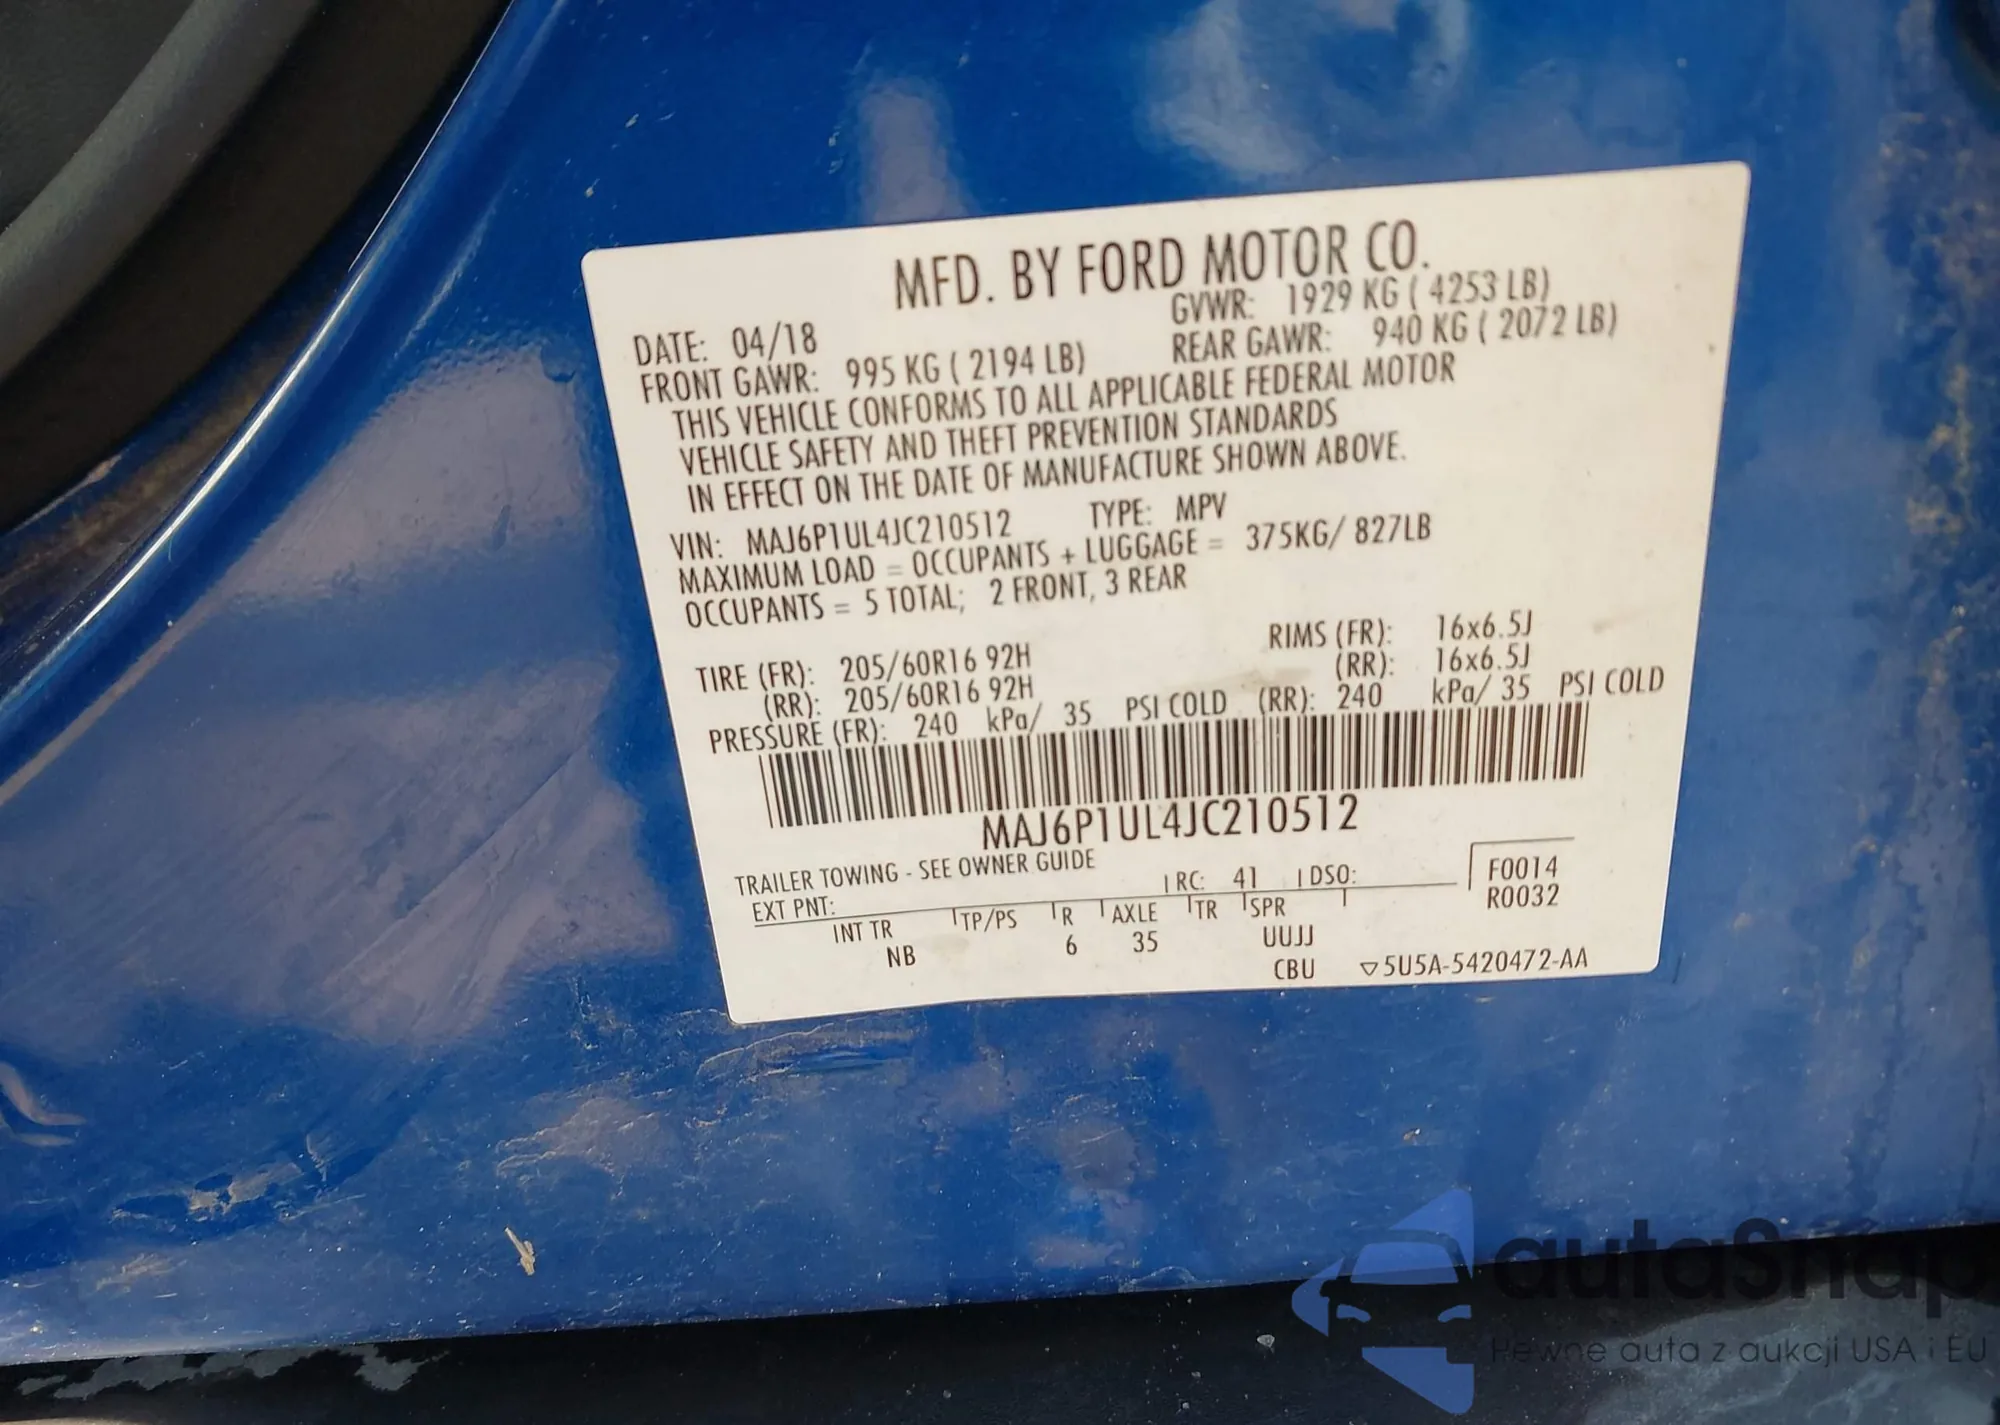 MFD. BY FORD MOTOR CO.
DATE: 04/18 GVWR: 1929 KG ( 4253 LB)
FRONT GAWR: 995 KG ( 2194 LB) REAR GAWR: 940 KG ( 2072 LB)
THIS VEHICLE CONFORMS TO ALL APPLICABLE FEDERAL MOTOR
VEHICLE SAFETY AND THEFT PREVENTION STANDARDS
IN EFFECT ON THE DATE OF MANUFACTURE SHOWN ABOVE.
VIN: MAJ6P1UL4JC210512 TYPE: MPV
MAXIMUM LOAD = OCCUPANTS + LUGGAGE = 375KG/ 827LB
OCCUPANTS = 5 TOTAL; 2 FRONT, 3 REAR
TIRE (FR): 205/60R16 92H RIMS (FR): 16x6.5J
(RR): 205/60R16 92H (RR): 16x6.5J
PRESSURE (FR): 240 kPa/ 35 PSI COLD (RR): 240 kPa/ 35 PSI COLD
MAJ6P1UL4JC210512
TRAILER TOWING - SEE OWNER GUIDE
EXT PNT: RC: 41 DSO: F0014
R0032
INT TR TP/PS R AXLE TR SPR
NB 6 35 UUJJ
CBU ▽5U5A-5420472-AA
autaSnap
Pewne auta z aukcji USA i EU